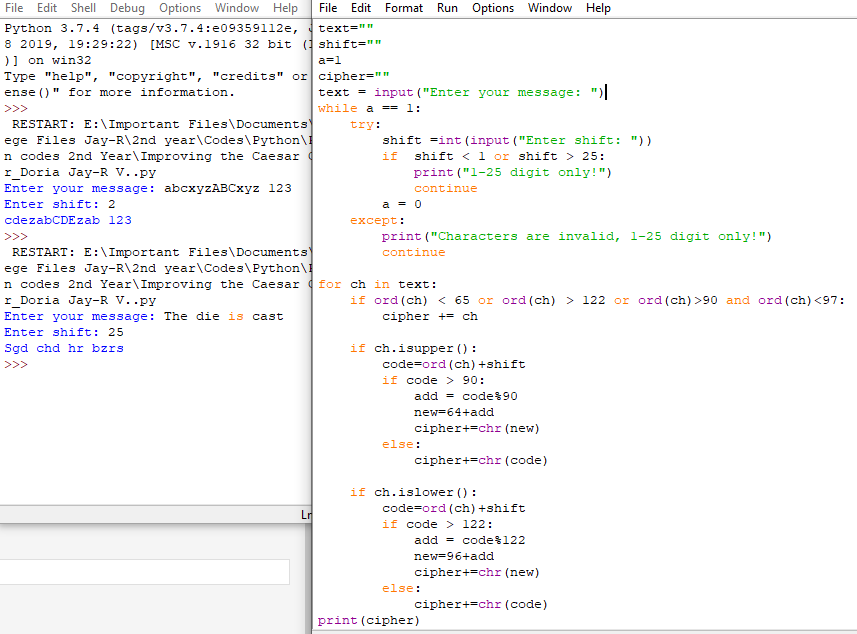 File Edit Shell Debug Options Window Help
Python 3.7.4 (tags/v3.7.4:e09359112e,
8 2019, 19:29:22) [MSC v.1916 32 bit (
)] on win32
Type "help", "copyright", "credits" or
ense()" for more information.
>>>
RESTART: E:\Important Files\Documents\
ege Files Jay-R\2nd year\Codes\Python\
n codes 2nd Year\Improving the Caesar
r_Doria Jay-R V..py
Enter your message: abcxyzABCxyz 123
Enter shift: 2
cdezabCDEzab 123
>>>
RESTART: E:\Important Files\Documents\
ege Files Jay-R\2nd year\Codes\Python\
n codes 2nd Year\Improving the Caesar
r_Doria Jay-R V..py
Enter your message: The die is cast
Enter shift: 25
Sgd chd hr bzrs
>>>
Ln
File Edit Format Run Options Window Help
text=""
shift=""
a=1
cipher=""
text = input("Enter your message: ")
while a == 1:
    try:
        shift =int(input("Enter shift: "))
        if  shift < 1 or shift > 25:
            print("1-25 digit only!")
            continue
        a = 0
    except:
        print("Characters are invalid, 1-25 digit only!")
        continue
for ch in text:
    if ord(ch) < 65 or ord(ch) > 122 or ord(ch)>90 and ord(ch)<97:
        cipher += ch
    if ch.isupper():
        code=ord(ch)+shift
        if code > 90:
            add = code%90
            new=64+add
            cipher+=chr(new)
        else:
            cipher+=chr(code)
    if ch.islower():
        code=ord(ch)+shift
        if code > 122:
            add = code%122
            new=96+add
            cipher+=chr(new)
        else:
            cipher+=chr(code)
print(cipher)